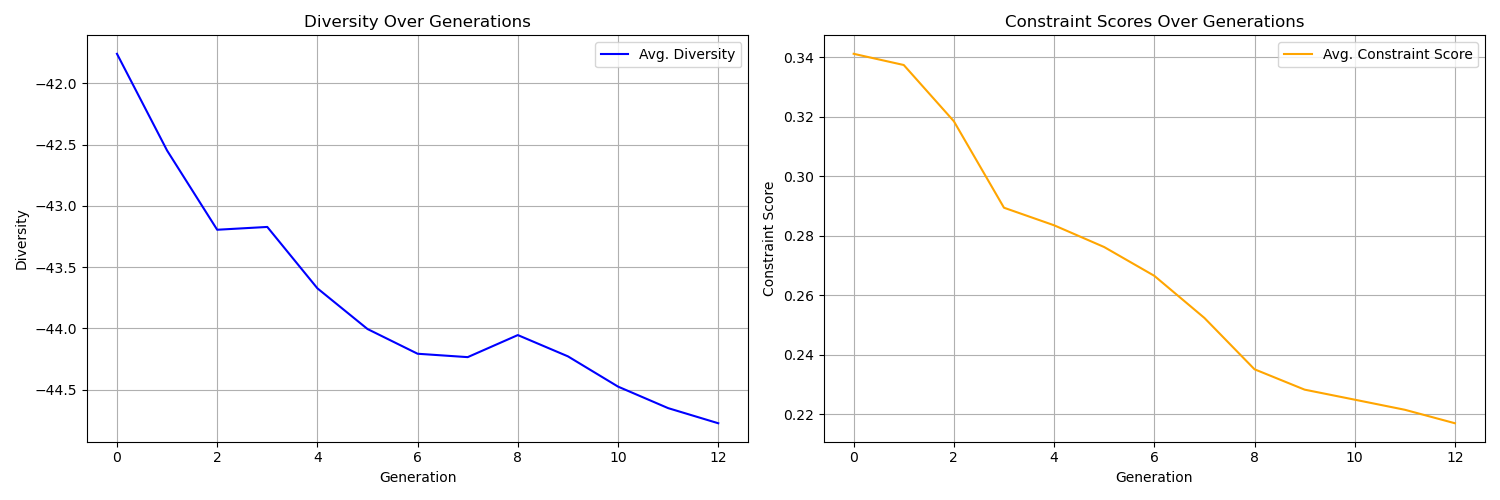 Diversity Over Generations
Avg. Diversity
Diversity
−42.0
−42.5
−43.0
−43.5
−44.0
−44.5
0 2 4 6 8 10 12
Generation
Constraint Scores Over Generations
Avg. Constraint Score
Constraint Score
0.34
0.32
0.30
0.28
0.26
0.24
0.22
0 2 4 6 8 10 12
Generation